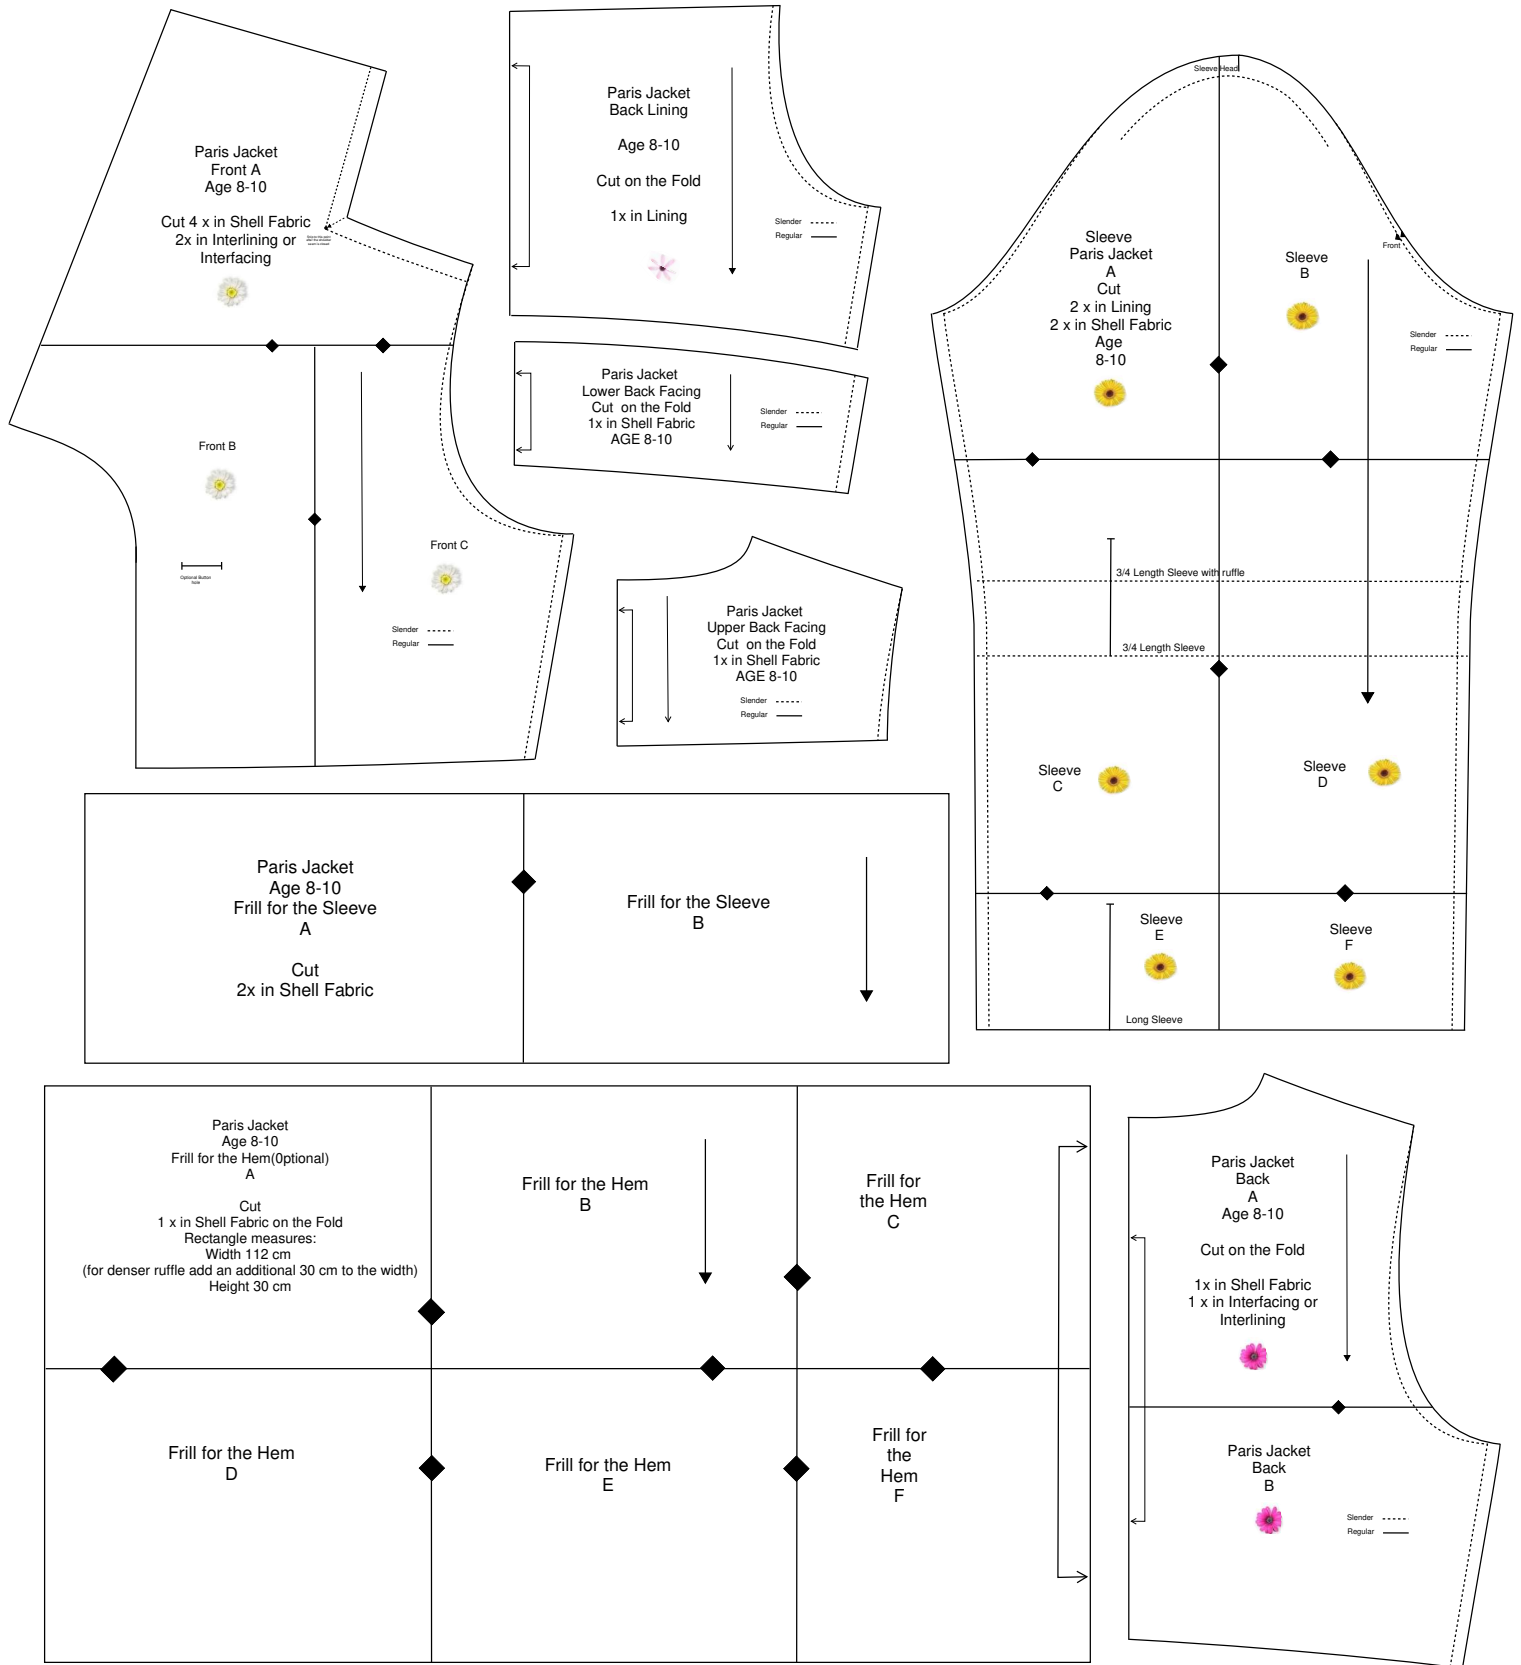 Paris Jacket
Front A
Age 8-10
Cut 4 x in Shell Fabric
2x in Interlining or
Interfacing
Front B
Optional Button
hole
Front C
Slender
Regular
Paris Jacket
Back Lining
Age 8-10
Cut on the Fold
1x in Lining
Slender
Regular
Paris Jacket
Lower Back Facing
Cut on the Fold
1x in Shell Fabric
AGE 8-10
Slender
Regular
Paris Jacket
Upper Back Facing
Cut on the Fold
1x in Shell Fabric
AGE 8-10
Slender
Regular
Sleeve Head
Front
Sleeve
Paris Jacket
A
Cut
2 x in Lining
2 x in Shell Fabric
Age
8-10
Sleeve
B
Slender
Regular
3/4 Length Sleeve with ruffle
3/4 Length Sleeve
Sleeve
C
Sleeve
D
Sleeve
E
Sleeve
F
Long Sleeve
Paris Jacket
Age 8-10
Frill for the Sleeve
A
Cut
2x in Shell Fabric
Frill for the Sleeve
B
Paris Jacket
Age 8-10
Frill for the Hem(Optional)
A
Cut
1 x in Shell Fabric on the Fold
Rectangle measures:
Width 112 cm
(for denser ruffle add an additional 30 cm to the width)
Height 30 cm
Frill for the Hem
B
Frill for
the Hem
C
Frill for the Hem
D
Frill for the Hem
E
Frill for
the
Hem
F
Paris Jacket
Back
A
Age 8-10
Cut on the Fold
1x in Shell Fabric
1 x in Interfacing or
Interlining
Paris Jacket
Back
B
Slender
Regular